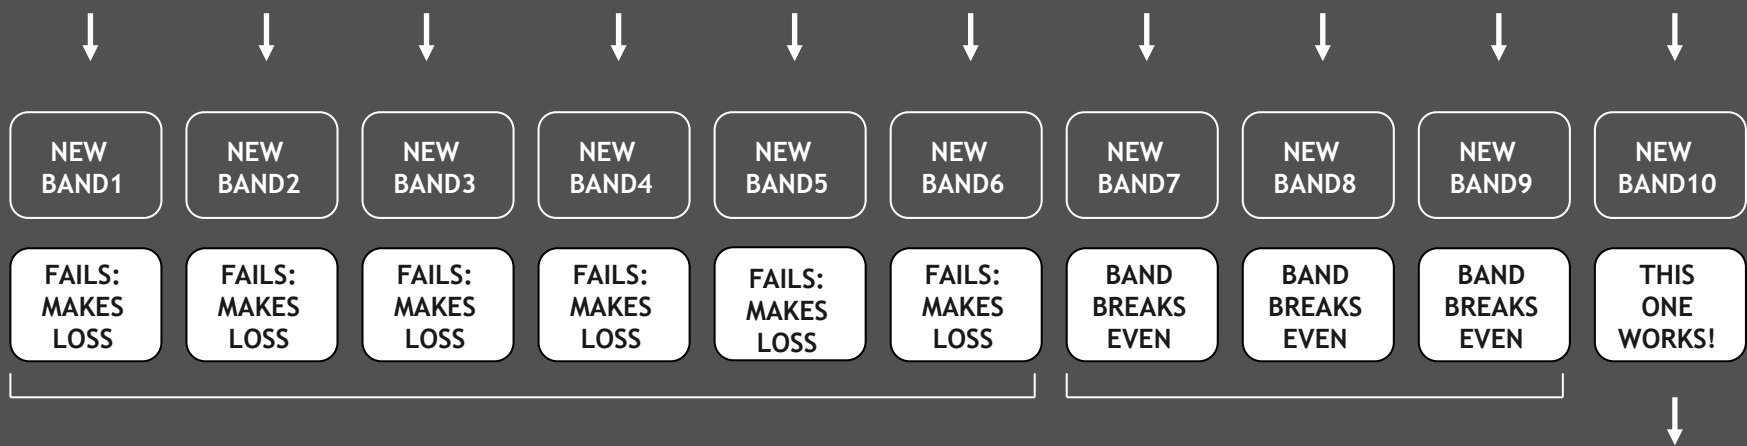 NEW
BAND1
NEW
BAND2
NEW
BAND3
NEW
BAND4
NEW
BAND5
NEW
BAND6
NEW
BAND7
NEW
BAND8
NEW
BAND9
NEW
BAND10
FAILS:
MAKES
LOSS
FAILS:
MAKES
LOSS
FAILS:
MAKES
LOSS
FAILS:
MAKES
LOSS
FAILS:
MAKES
LOSS
FAILS:
MAKES
LOSS
BAND
BREAKS
EVEN
BAND
BREAKS
EVEN
BAND
BREAKS
EVEN
THIS
ONE
WORKS!